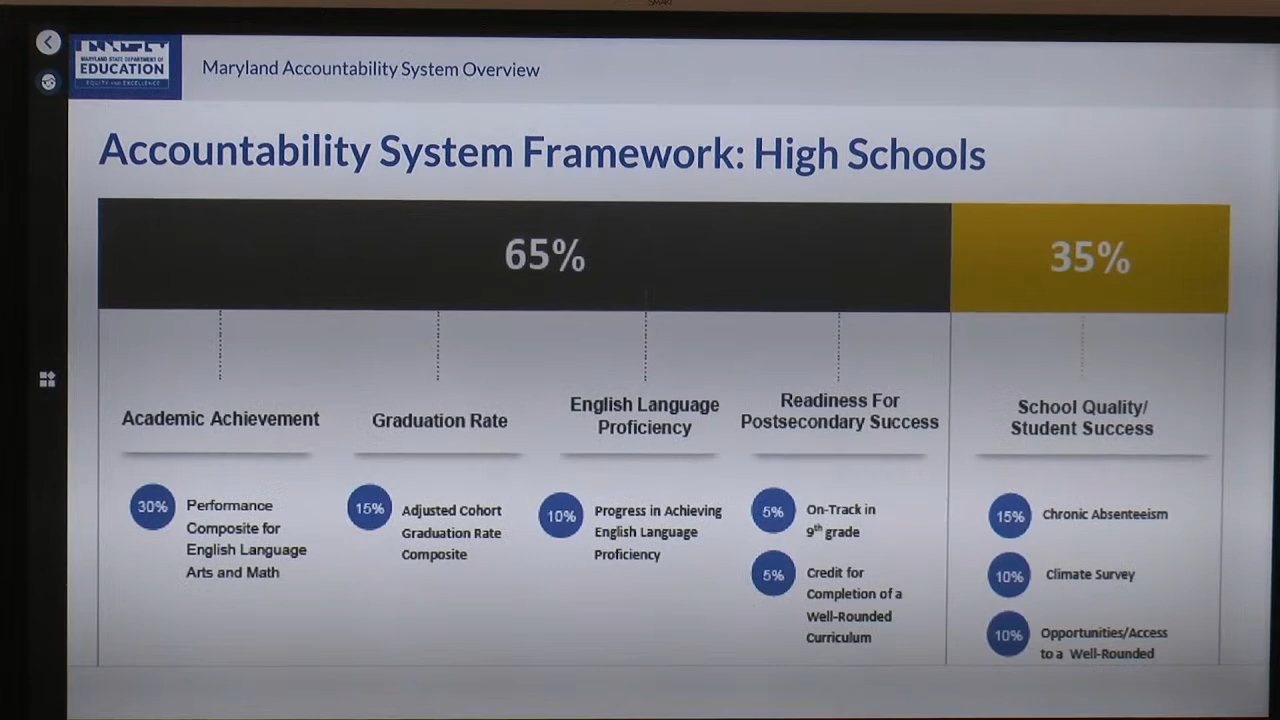 SMART
MARYLAND STATE DEPARTMENT OF
EDUCATION
EQUITY AND EXCELLENCE
Maryland Accountability System Overview
Accountability System Framework: High Schools
65%
35%
Academic Achievement
30%
Performance
Composite for
English Language
Arts and Math
Graduation Rate
15%
Adjusted Cohort
Graduation Rate
Composite
English Language
Proficiency
10%
Progress in Achieving
English Language
Proficiency
Readiness For
Postsecondary Success
5%
On-Track in
9th grade
5%
Credit for
Completion of a
Well-Rounded
Curriculum
School Quality/
Student Success
15%
Chronic Absenteeism
10%
Climate Survey
10%
Opportunities/Access
to a Well-Rounded